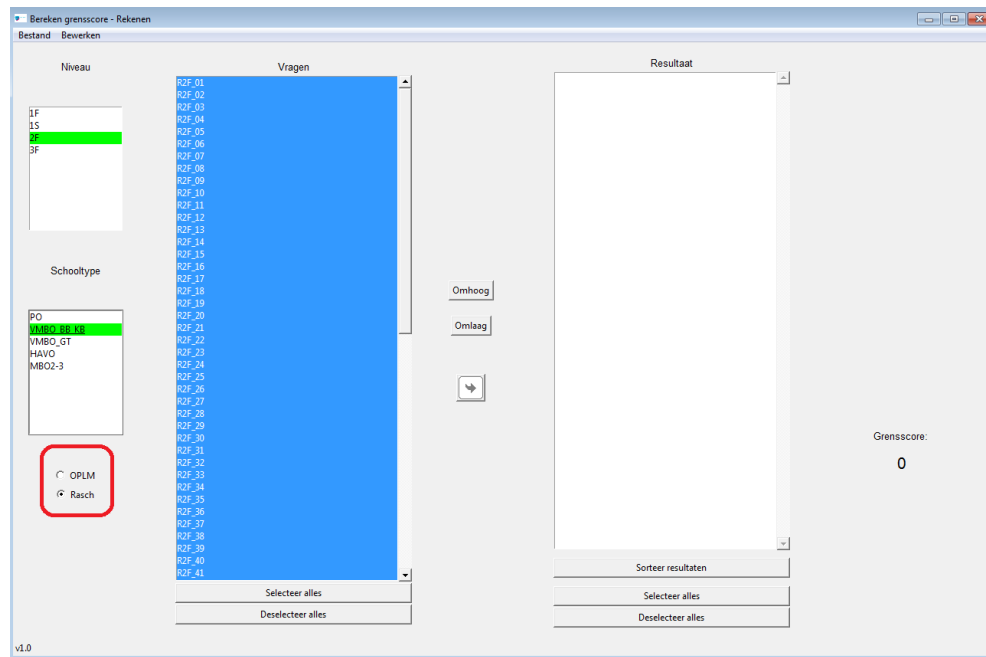 Bereken grensscore - Rekenen
Bestand Bewerken
Niveau
1F
1S
2F
3F
Schooltype
PO
VMBO_BB_KB
VMBO_GT
HAVO
MBO2-3
OPLM
Rasch
Vragen
R2F_01
R2F_02
R2F_03
R2F_04
R2F_05
R2F_06
R2F_07
R2F_08
R2F_09
R2F_10
R2F_11
R2F_12
R2F_13
R2F_14
R2F_15
R2F_16
R2F_17
R2F_18
R2F_19
R2F_20
R2F_21
R2F_22
R2F_23
R2F_24
R2F_25
R2F_26
R2F_27
R2F_28
R2F_29
R2F_30
R2F_31
R2F_32
R2F_33
R2F_34
R2F_35
R2F_36
R2F_37
R2F_38
R2F_39
R2F_40
R2F_41
Selecteer alles
Deselecteer alles
Omhoog
Omlaag
Resultaat
Sorteer resultaten
Selecteer alles
Deselecteer alles
Grensscore:
0
v1.0